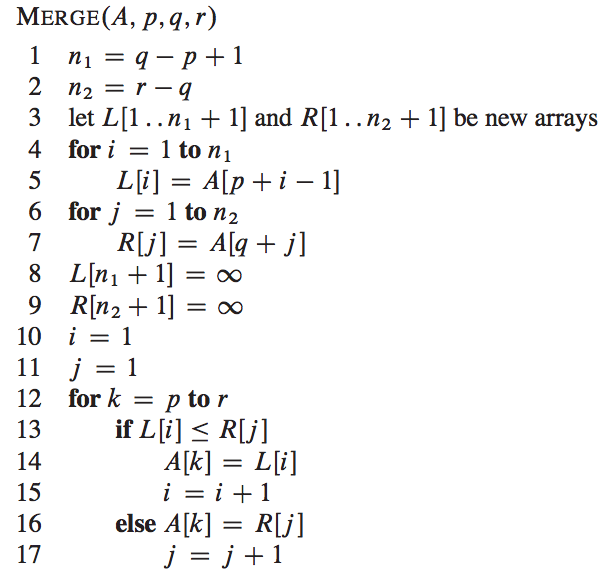 MERGE(A, p, q, r)
1 n₁ = q − p + 1
2 n₂ = r − q
3 let L[1 . . n₁ + 1] and R[1 . . n₂ + 1] be new arrays
4 for i = 1 to n₁
5 L[i] = A[p + i − 1]
6 for j = 1 to n₂
7 R[j] = A[q + j]
8 L[n₁ + 1] = ∞
9 R[n₂ + 1] = ∞
10 i = 1
11 j = 1
12 for k = p to r
13 if L[i] ≤ R[j]
14 A[k] = L[i]
15 i = i + 1
16 else A[k] = R[j]
17 j = j + 1